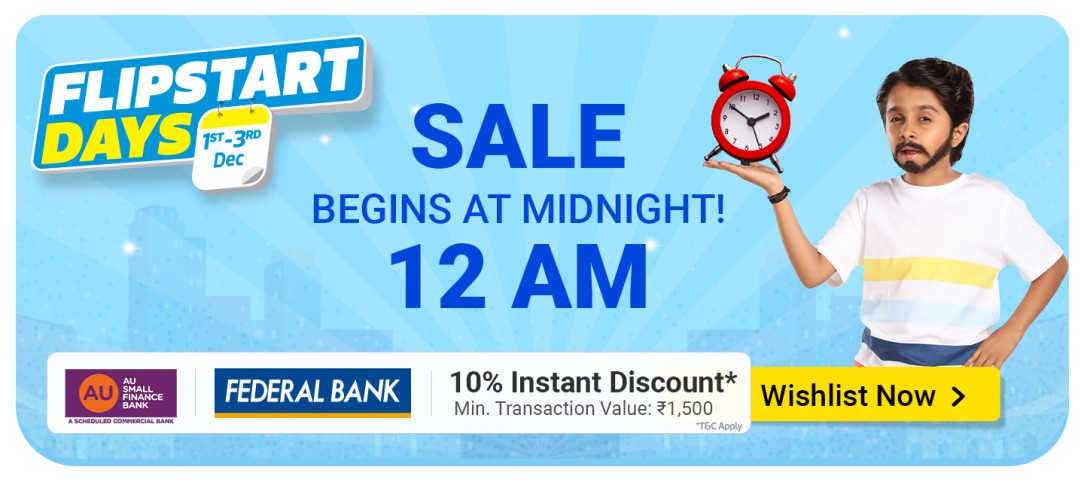 FLIPSTART
DAYS
1ST-3RD
Dec
SALE
BEGINS AT MIDNIGHT!
12 AM
AU
AU
SMALL
FINANCE
BANK
A SCHEDULED COMMERCIAL BANK
FEDERAL BANK
10% Instant Discount*
Min. Transaction Value: ₹1,500
*T&C Apply
Wishlist Now >